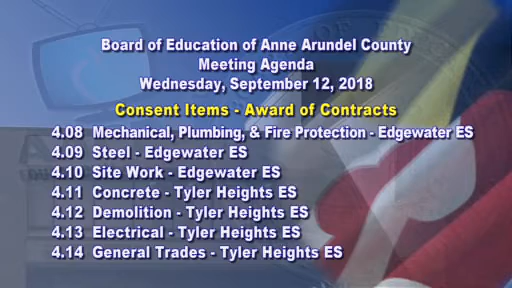 Board of Education of Anne Arundel County
Meeting Agenda
Wednesday, September 12, 2018
Consent Items - Award of Contracts
4.08 Mechanical, Plumbing, & Fire Protection - Edgewater ES
4.09 Steel - Edgewater ES
4.10 Site Work - Edgewater ES
4.11 Concrete - Tyler Heights ES
4.12 Demolition - Tyler Heights ES
4.13 Electrical - Tyler Heights ES
4.14 General Trades - Tyler Heights ES